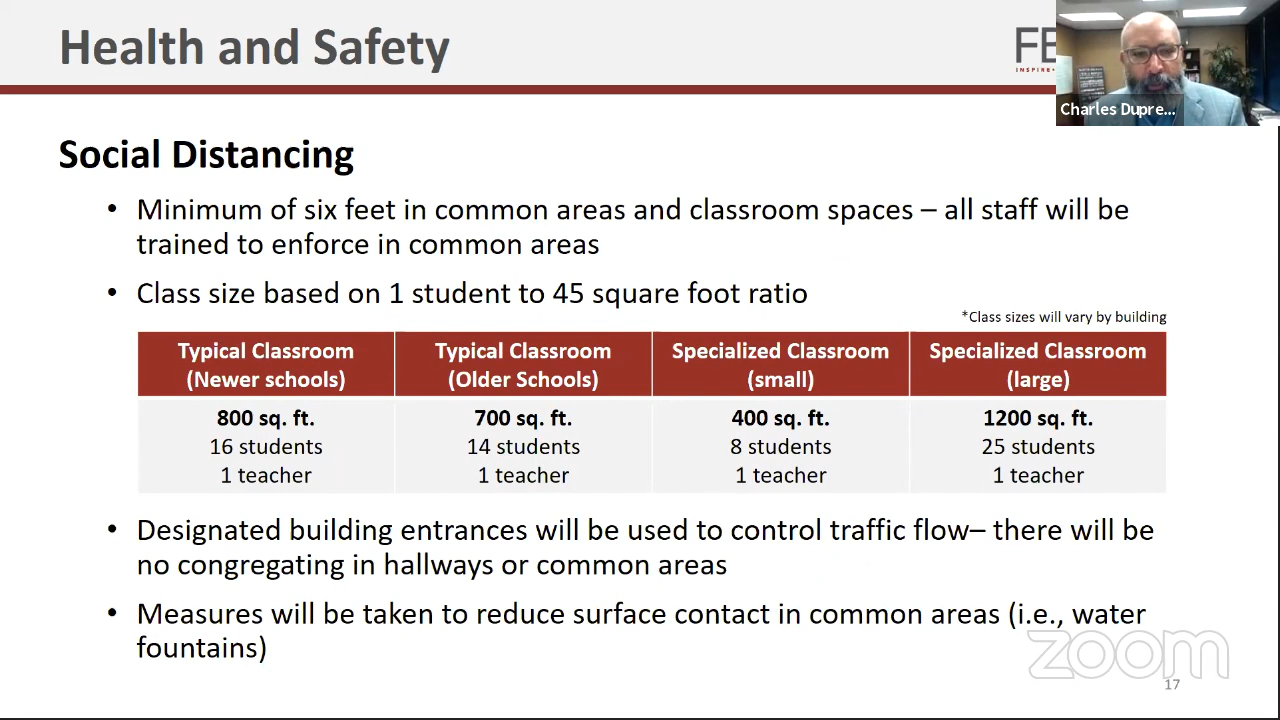 Health and Safety
FE
INSPIRE•
Charles Dupre...
Social Distancing
• Minimum of six feet in common areas and classroom spaces – all staff will be
trained to enforce in common areas
• Class size based on 1 student to 45 square foot ratio
*Class sizes will vary by building
Typical Classroom
(Newer schools)
Typical Classroom
(Older Schools)
Specialized Classroom
(small)
Specialized Classroom
(large)
800 sq. ft.
16 students
1 teacher
700 sq. ft.
14 students
1 teacher
400 sq. ft.
8 students
1 teacher
1200 sq. ft.
25 students
1 teacher
• Designated building entrances will be used to control traffic flow– there will be
no congregating in hallways or common areas
• Measures will be taken to reduce surface contact in common areas (i.e., water
fountains)
zoom
17